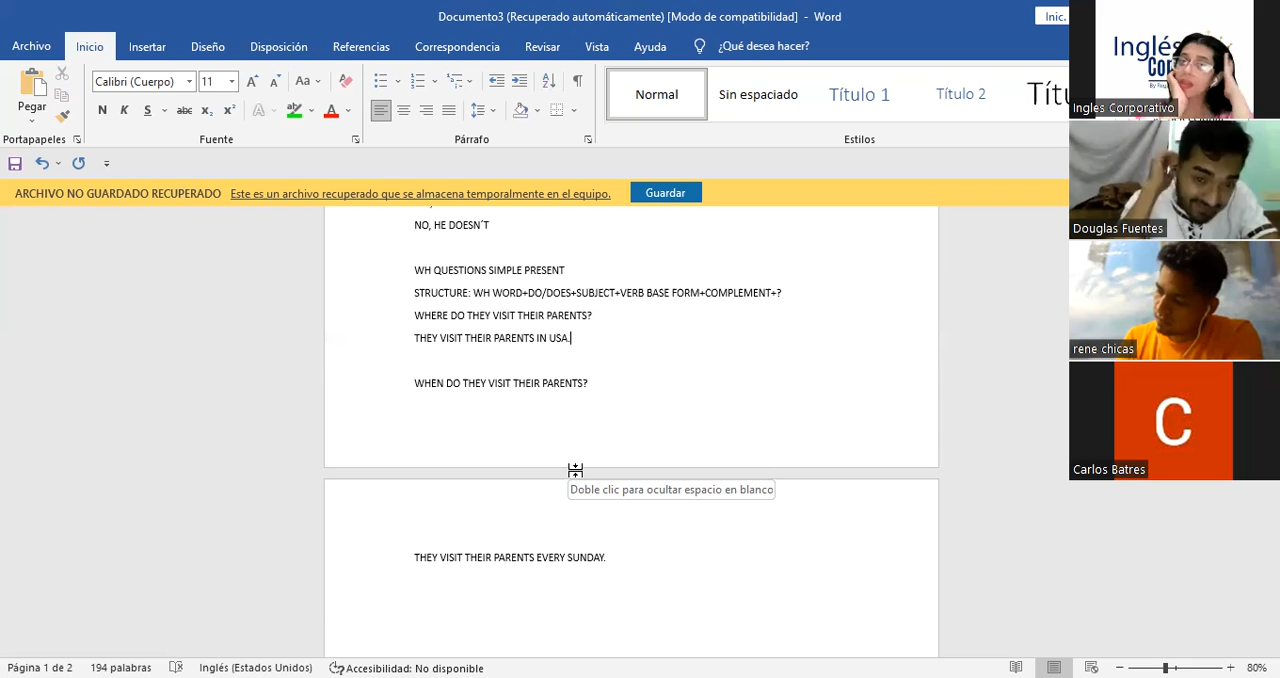 Documento3 (Recuperado automáticamente) [Modo de compatibilidad] - Word
Inic.
Archivo Inicio Insertar Diseño Disposición Referencias Correspondencia Revisar Vista Ayuda ¿Qué desea hacer?
Calibri (Cuerpo) 11
Pegar
Normal Sin espaciado Título 1 Título 2
Portapapeles Fuente Párrafo Estilos
ARCHIVO NO GUARDADO RECUPERADO Este es un archivo recuperado que se almacena temporalmente en el equipo. Guardar
NO, HE DOESN´T
WH QUESTIONS SIMPLE PRESENT
STRUCTURE: WH WORD+DO/DOES+SUBJECT+VERB BASE FORM+COMPLEMENT+?
WHERE DO THEY VISIT THEIR PARENTS?
THEY VISIT THEIR PARENTS IN USA.
WHEN DO THEY VISIT THEIR PARENTS?
Doble clic para ocultar espacio en blanco
THEY VISIT THEIR PARENTS EVERY SUNDAY.
Página 1 de 2 194 palabras Inglés (Estados Unidos) Accesibilidad: No disponible 80%
Inglés Corporativo
Douglas Fuentes
rene chicas
C
Carlos Batres